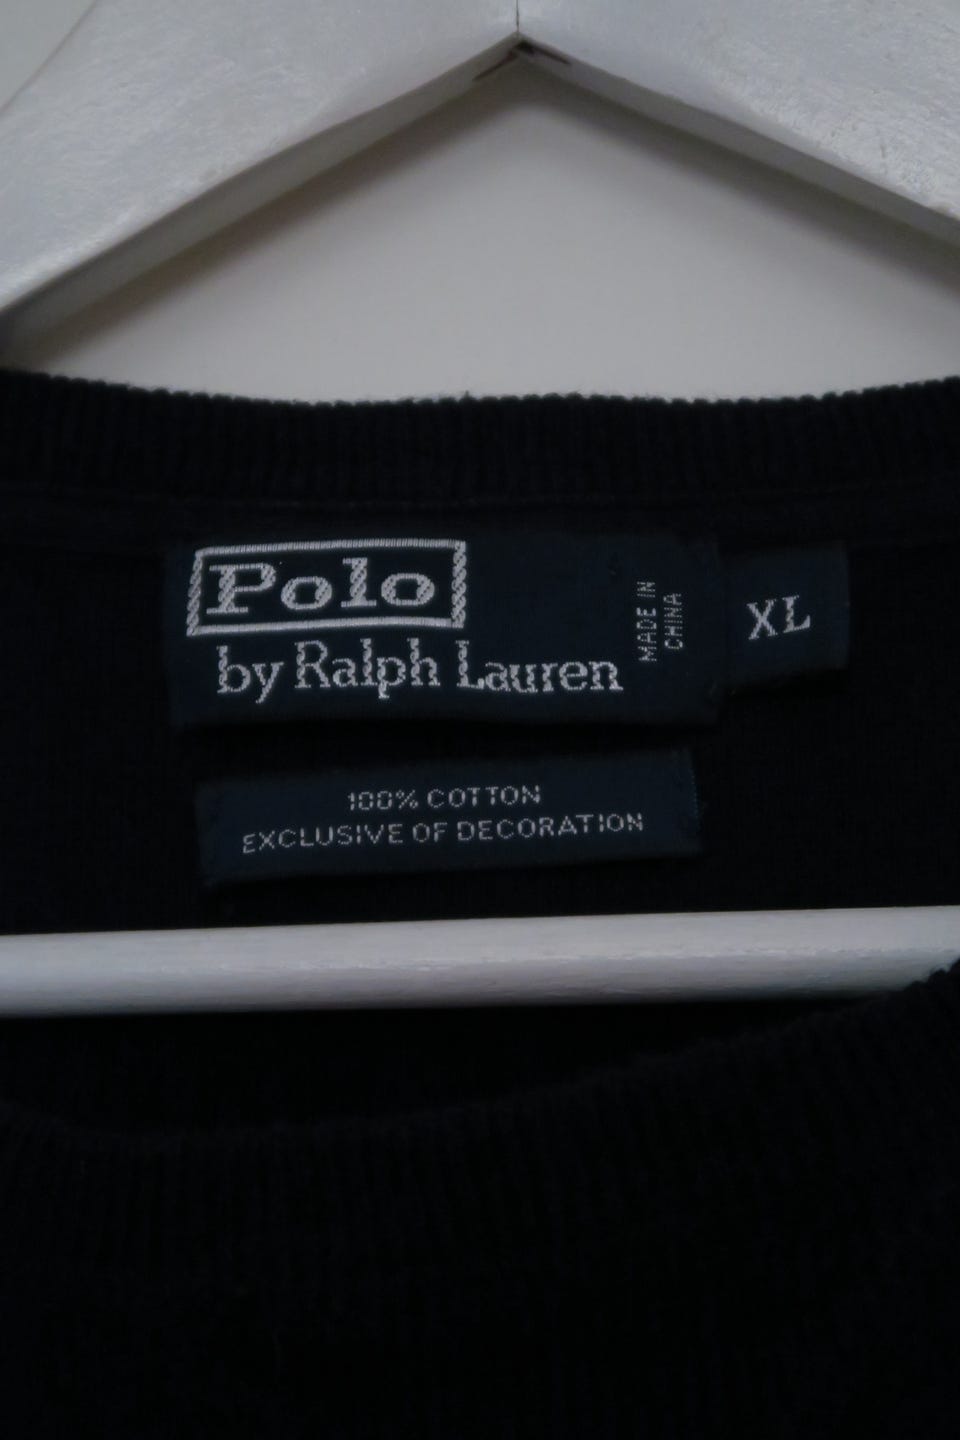 Polo
by Ralph Lauren
MADE IN
CHINA
XL
100% COTTON
EXCLUSIVE OF DECORATION